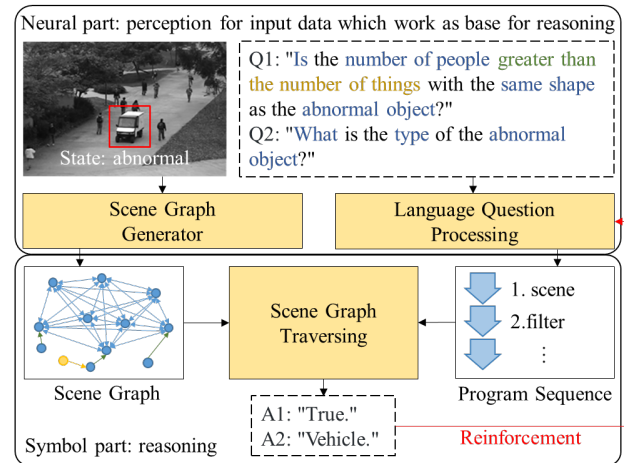 Neural part: perception for input data which work as base for reasoning
State: abnormal
Q1: "Is the number of people greater than
the number of things with the same shape
as the abnormal object?"
Q2: "What is the type of the abnormal
object?"
Scene Graph
Generator
Language Question
Processing
Scene Graph
Scene Graph
Traversing
1. scene
2.filter
⋮
Program Sequence
A1: "True."
A2: "Vehicle."
Reinforcement
Symbol part: reasoning